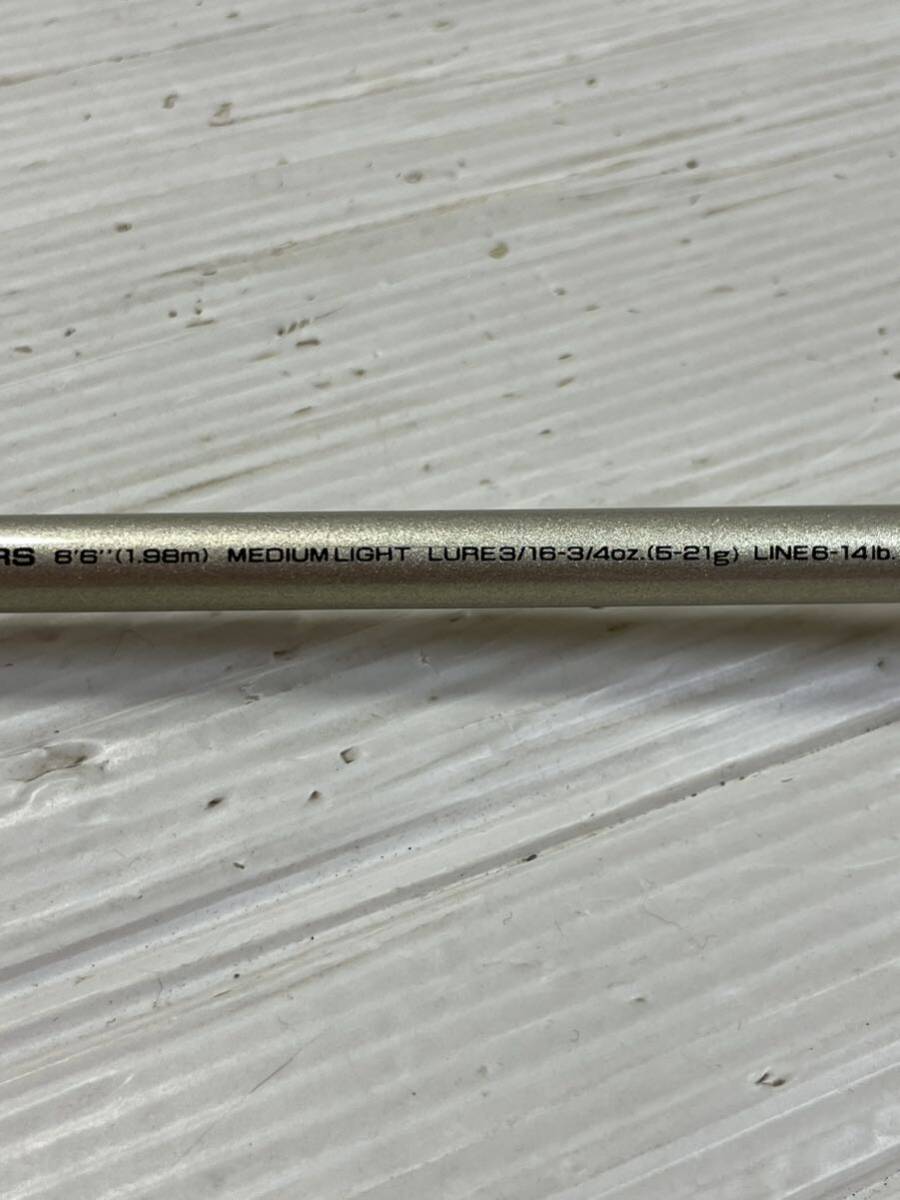 RS 6'6''(1.98m) MEDIUM LIGHT LURE 3/16-3/4oz.(5-21g) LINE 6-14lb.